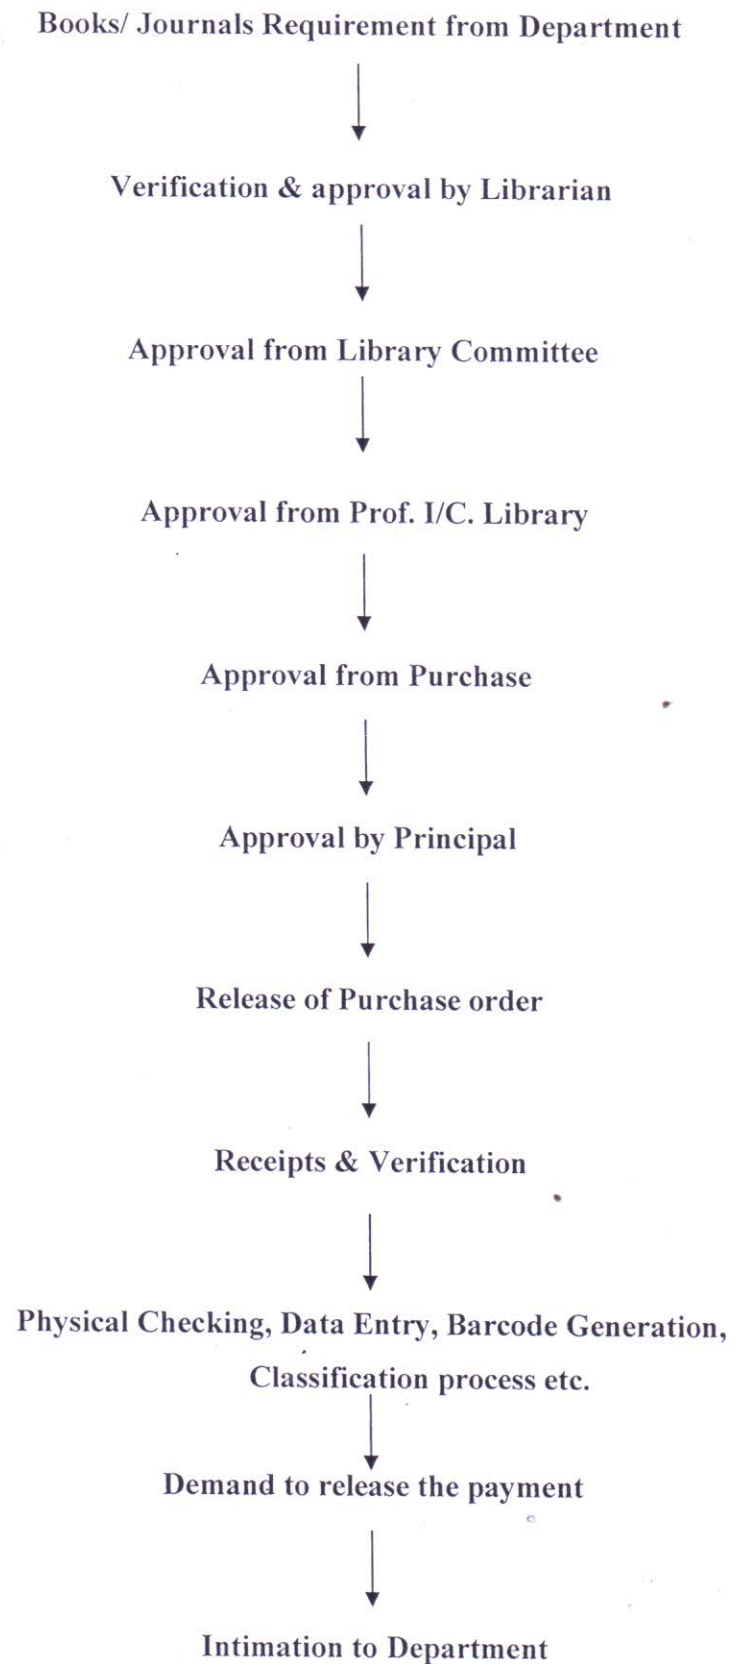 Books/ Journals Requirement from Department
Verification & approval by Librarian
Approval from Library Committee
Approval from Prof. I/C. Library
Approval from Purchase
Approval by Principal
Release of Purchase order
Receipts & Verification
Physical Checking, Data Entry, Barcode Generation,
Classification process etc.
Demand to release the payment
Intimation to Department